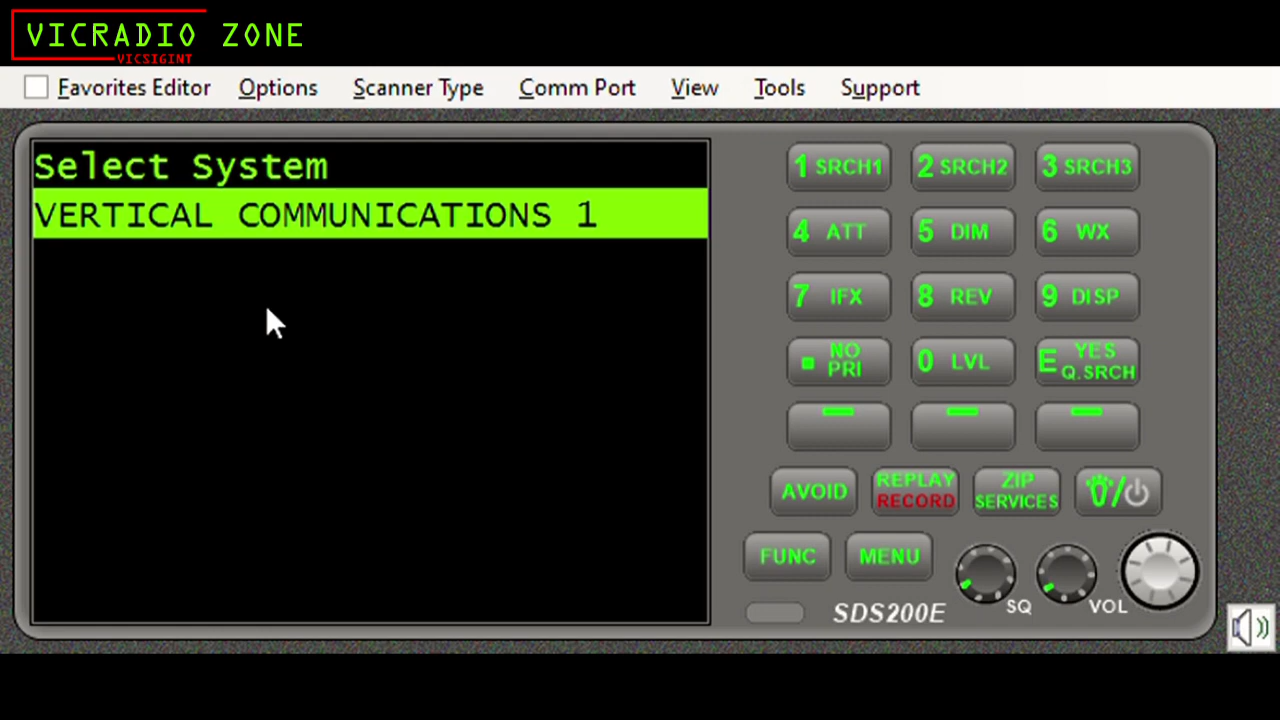 VICRADIO ZONE
VICSIGINT
Favorites Editor Options Scanner Type Comm Port View Tools Support
Select System
VERTICAL COMMUNICATIONS 1
1 SRCH1 2 SRCH2 3 SRCH3
4 ATT 5 DIM 6 WX
7 IFX 8 REV 9 DISP
. NO PRI 0 LVL E YES Q.SRCH
AVOID REPLAY RECORD ZIP SERVICES
FUNC MENU
SDS200E SQ VOL